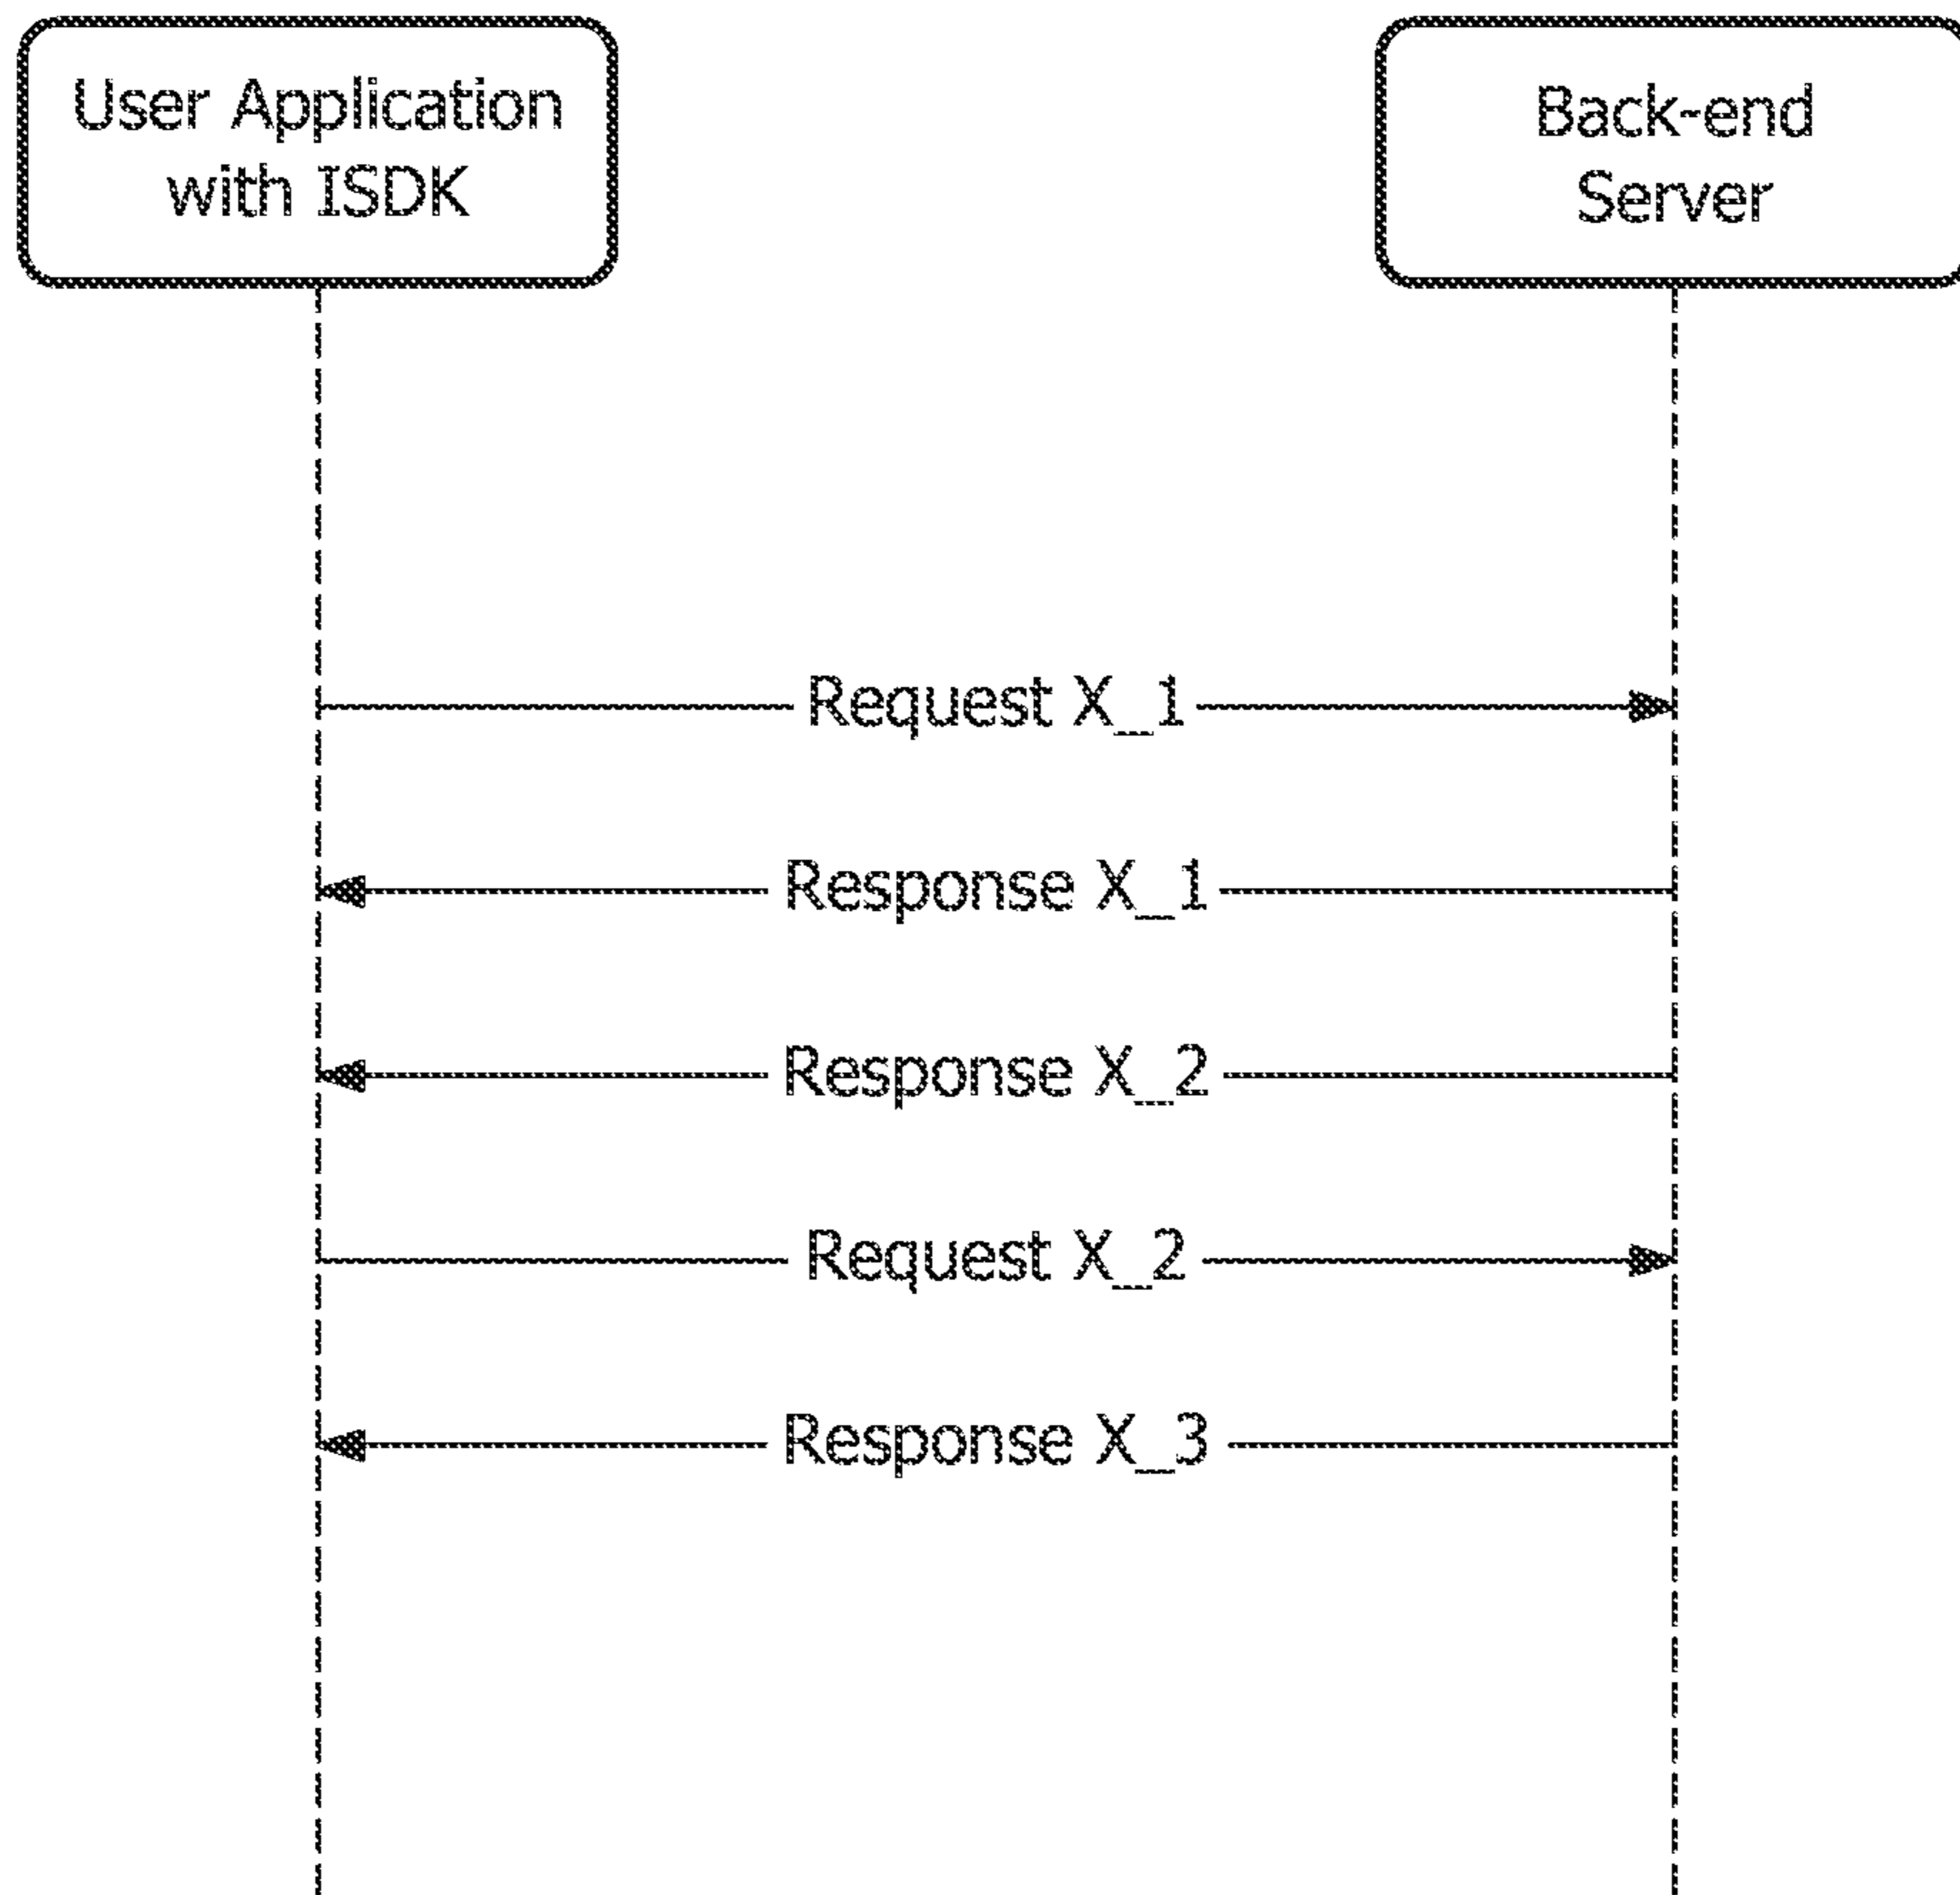 User Application
with ISDK
Back-end
Server
Request X_1
Response X_1
Response X_2
Request X_2
Response X_3